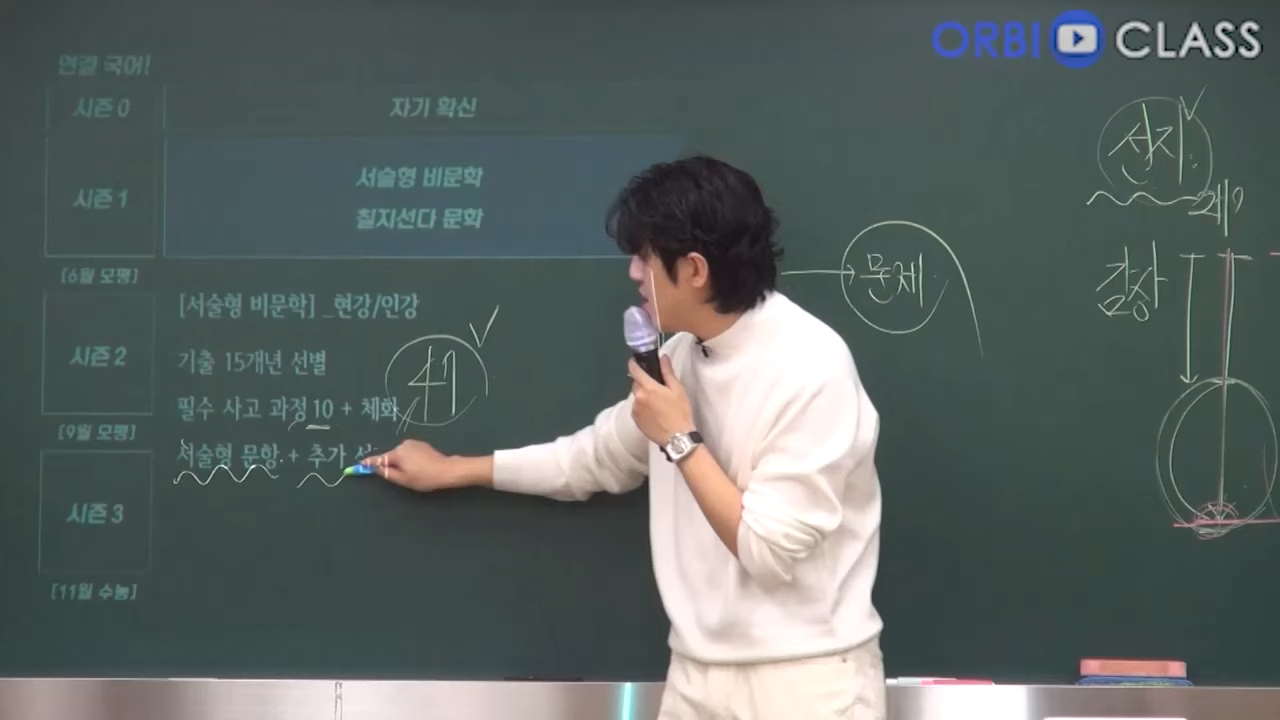 ORBI CLASS
연결 국어!
시즌 0
자기 확신
시즌 1
서술형 비문학
칠지선다 문학
[6월 모평]
시즌 2
[서술형 비문학] _현강/인강
기출 15개년 선별
필수 사고 과정 10 + 체화
서술형 문항 + 추가
[9월 모평]
시즌 3
[11월 수능]
문제
선지
감상